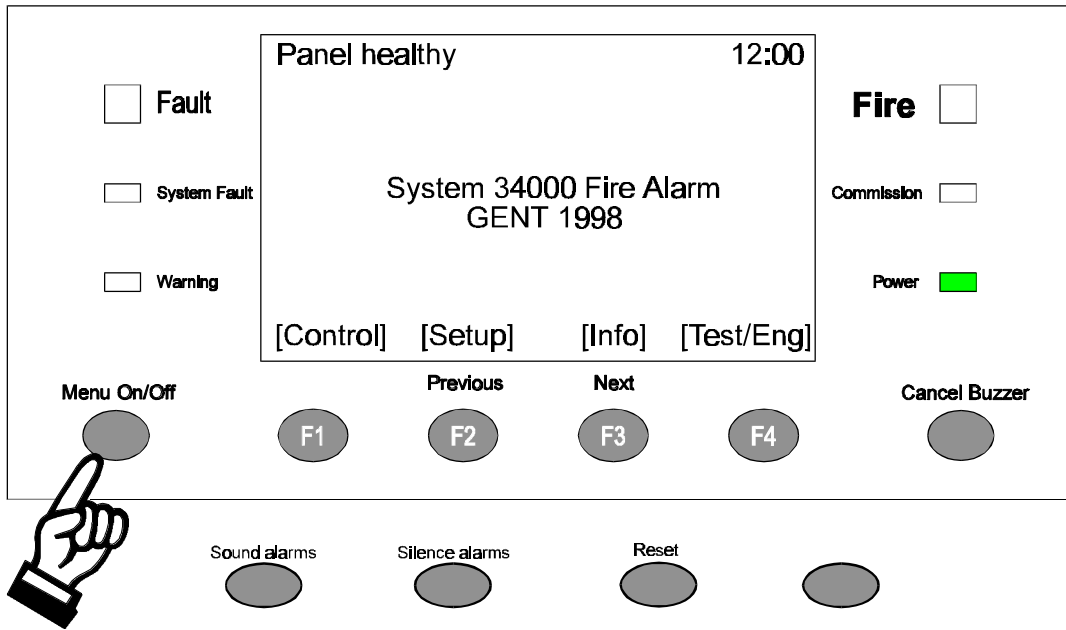 Panel healthy 12:00
Fault
Fire
System Fault
System 34000 Fire Alarm
GENT 1998
Commission
Warning
Power
[Control] [Setup] [Info] [Test/Eng]
Menu On/Off
Previous
Next
Cancel Buzzer
F1
F2
F3
F4
Sound alarms
Silence alarms
Reset